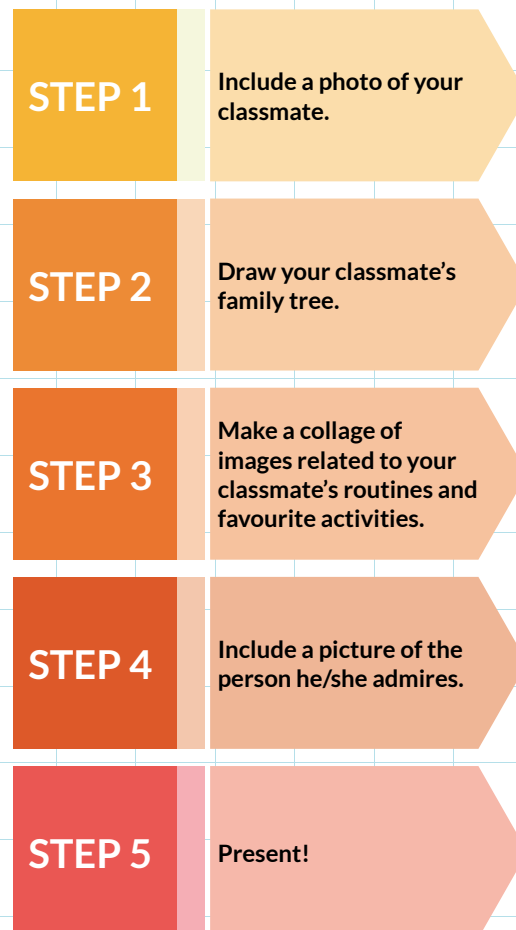 STEP 1
Include a photo of your
classmate.
STEP 2
Draw your classmate’s
family tree.
STEP 3
Make a collage of
images related to your
classmate’s routines and
favourite activities.
STEP 4
Include a picture of the
person he/she admires.
STEP 5
Present!